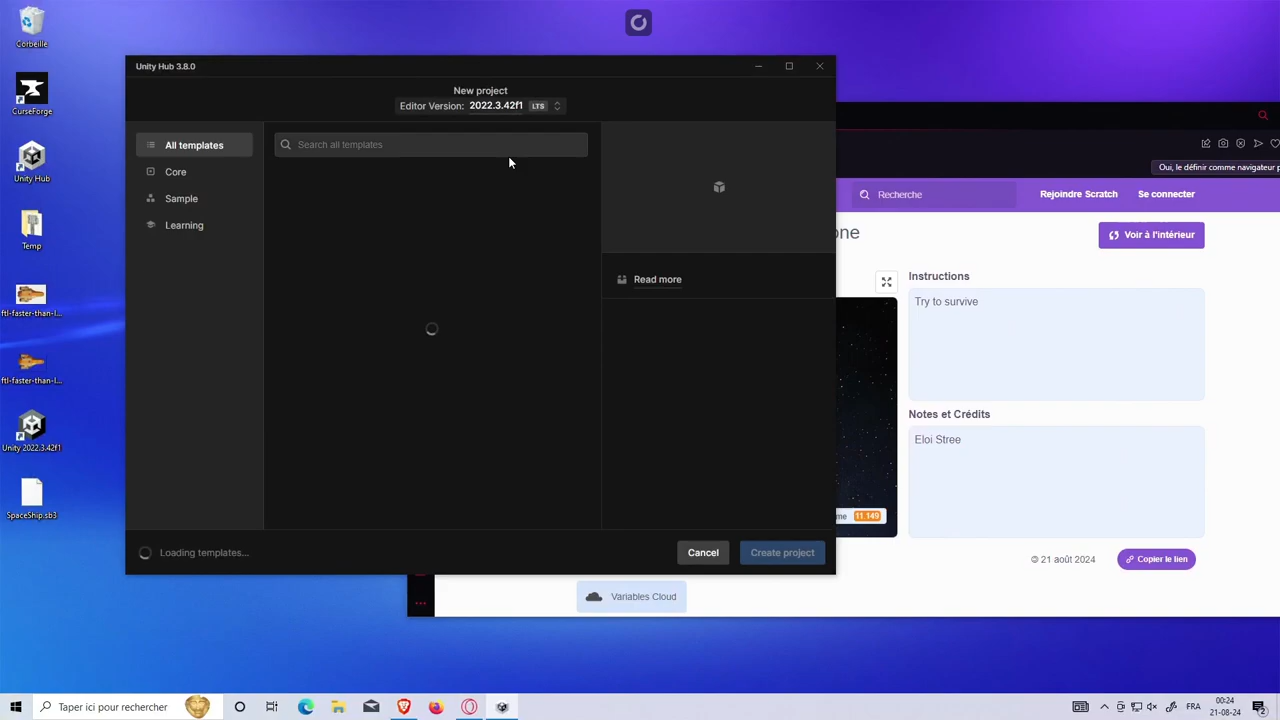 Corbeille
CurseForge
Unity Hub
Temp
ftl-faster-than-l...
ftl-faster-than-l...
Unity 2022.3.42f1
SpaceShip.sb3
Unity Hub 3.8.0
New project
Editor Version: 2022.3.42f1 LTS
All templates
Core
Sample
Learning
Search all templates
Read more
Loading templates...
Cancel
Create project
Oui, le définir comme navigateur p
Recherche
Rejoindre Scratch
Se connecter
one
Voir à l'intérieur
Instructions
Try to survive
Notes et Crédits
Eloi Stree
me 11.149
© 21 août 2024
Copier le lien
Variables Cloud
Taper ici pour rechercher
FRA
00:24
21-08-24
2